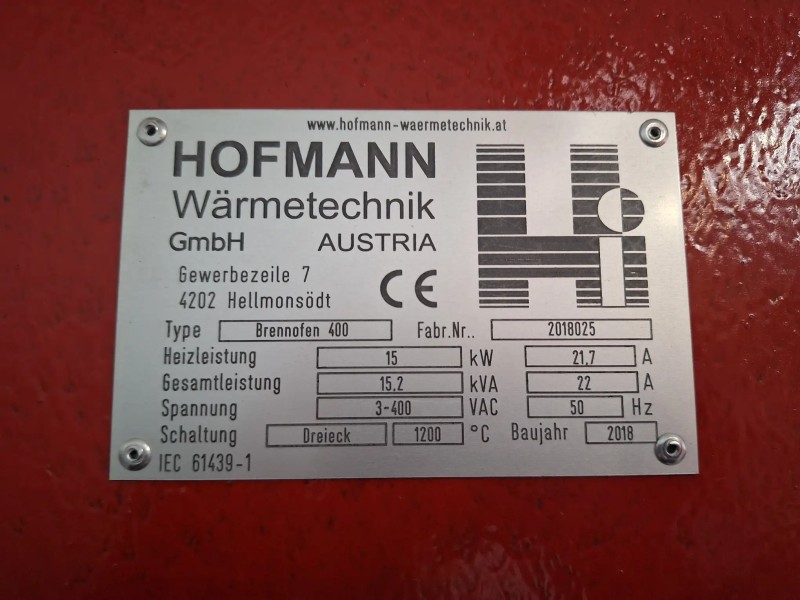 www.hofmann-waermetechnik.at
HOFMANN
Wärmetechnik
GmbH AUSTRIA
Gewerbezeile 7
4202 Hellmonsödt
CE
Hi
Type Brennofen 400 Fabr.Nr.. 2018025
Heizleistung 15 kW 21,7 A
Gesamtleistung 15,2 kVA 22 A
Spannung 3-400 VAC 50 Hz
Schaltung Dreieck 1200 °C Baujahr 2018
IEC 61439-1